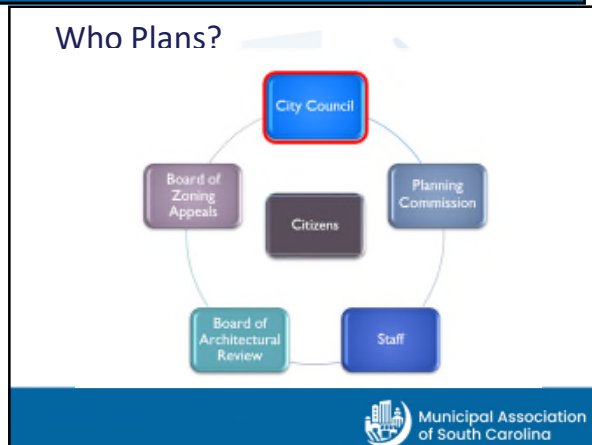 Who Plans?
City Council
Board of
Zoning
Appeals
Planning
Commission
Citizens
Board of
Architectural
Review
Staff
Municipal Association
of South Carolina